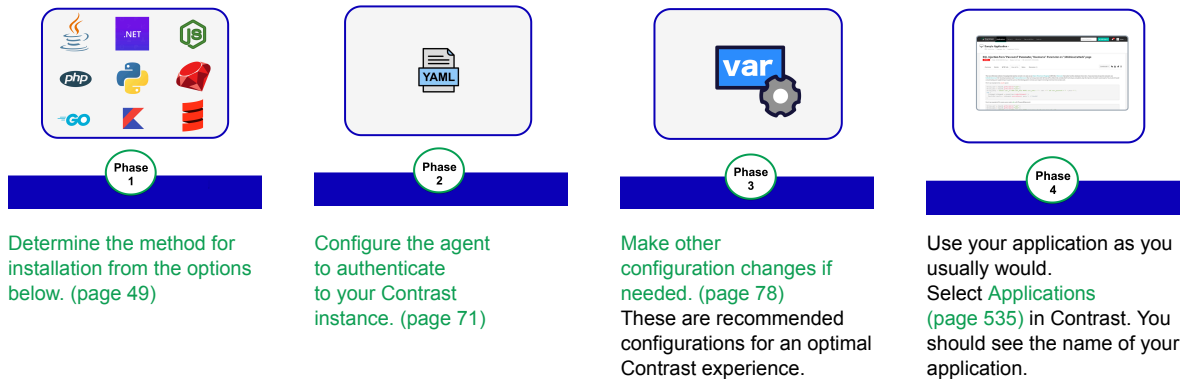 .NET
JS
php
GO
YAML
var
Phase
1
Phase
2
Phase
3
Phase
4
Determine the method for
installation from the options
below. (page 49)
Configure the agent
to authenticate
to your Contrast
instance. (page 71)
Make other
configuration changes if
needed. (page 78)
These are recommended
configurations for an optimal
Contrast experience.
Use your application as you
usually would.
Select Applications
(page 535) in Contrast. You
should see the name of your
application.